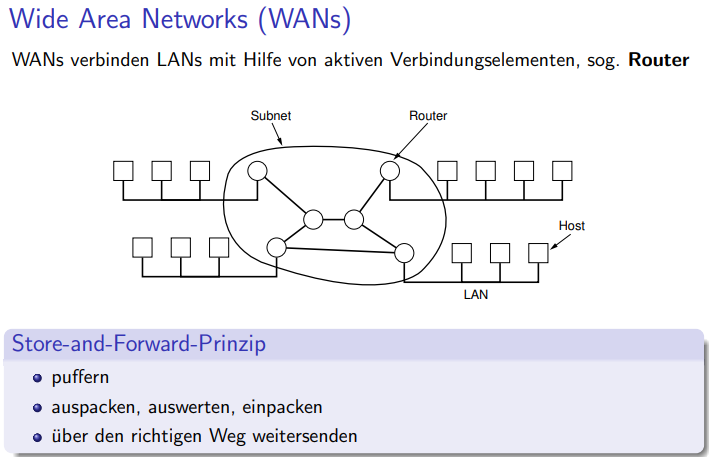 Wide Area Networks (WANs)
WANs verbinden LANs mit Hilfe von aktiven Verbindungselementen, sog. Router
Subnet
Router
Host
LAN
Store-and-Forward-Prinzip
puffern
auspacken, auswerten, einpacken
über den richtigen Weg weitersenden